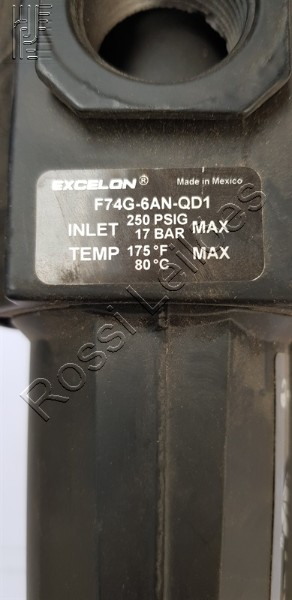 EXCELON® Made in Mexico
F74G-6AN-QD1
INLET 250 PSIG 17 BAR MAX
TEMP 175 °F 80 °C MAX
Rossi Leilões